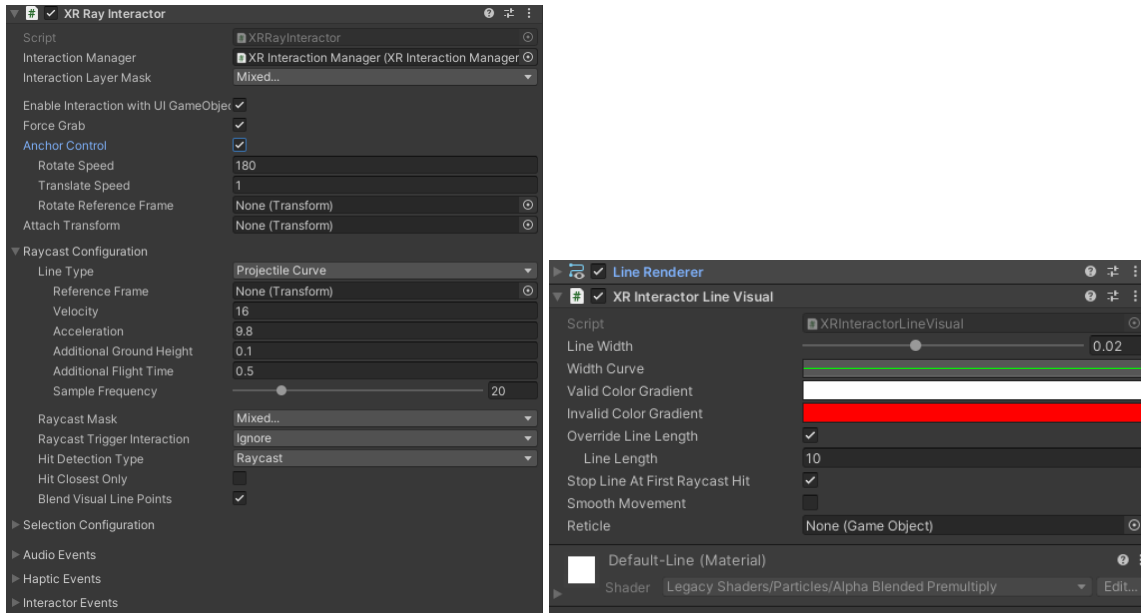 XR Ray Interactor
Script XRRayInteractor
Interaction Manager XR Interaction Manager (XR Interaction Manager
Interaction Layer Mask Mixed...
Enable Interaction with UI GameObjec
Force Grab
Anchor Control
Rotate Speed 180
Translate Speed 1
Rotate Reference Frame None (Transform)
Attach Transform None (Transform)
Raycast Configuration
Line Type Projectile Curve
Reference Frame None (Transform)
Velocity 16
Acceleration 9.8
Additional Ground Height 0.1
Additional Flight Time 0.5
Sample Frequency 20
Raycast Mask Mixed...
Raycast Trigger Interaction Ignore
Hit Detection Type Raycast
Hit Closest Only
Blend Visual Line Points
Selection Configuration
Audio Events
Haptic Events
Interactor Events
Line Renderer
XR Interactor Line Visual
Script XRInteractorLineVisual
Line Width 0.02
Width Curve
Valid Color Gradient
Invalid Color Gradient
Override Line Length
Line Length 10
Stop Line At First Raycast Hit
Smooth Movement
Reticle None (Game Object)
Default-Line (Material)
Shader Legacy Shaders/Particles/Alpha Blended Premultiply Edit...